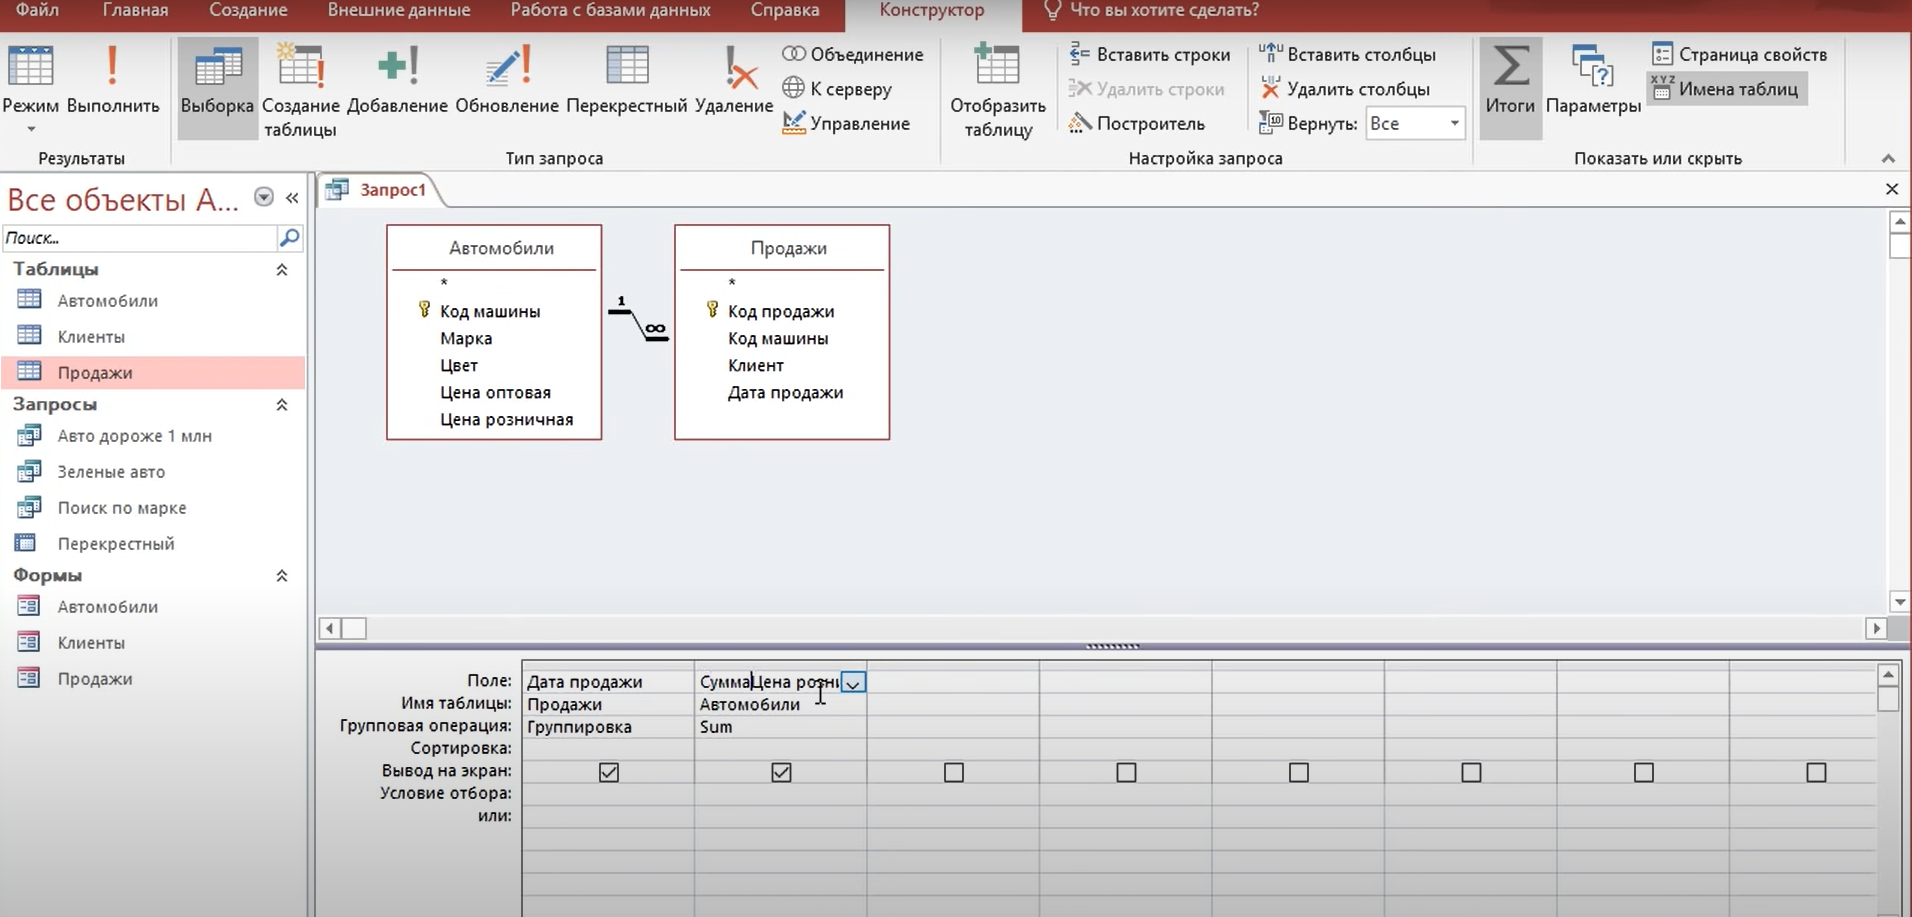 Файл Главная Создание Внешние данные Работа с базами данных Справка Конструктор Что вы хотите сделать?
Режим Выполнить
Результаты
Выборка Создание таблицы Добавление Обновление Перекрестный Удаление
Объединение
К серверу
Управление
Тип запроса
Отобразить таблицу
Вставить строки
Удалить строки
Построитель
Вставить столбцы
Удалить столбцы
Вернуть: Все
Настройка запроса
Итоги Параметры
Страница свойств
XYZ Имена таблиц
Показать или скрыть
Все объекты A...
Поиск...
Таблицы
Автомобили
Клиенты
Продажи
Запросы
Авто дороже 1 млн
Зеленые авто
Поиск по марке
Перекрестный
Формы
Автомобили
Клиенты
Продажи
Запрос1
Автомобили
*
Код машины
Марка
Цвет
Цена оптовая
Цена розничная
1
∞
Продажи
*
Код продажи
Код машины
Клиент
Дата продажи
Поле: Дата продажи СуммаЦена розни
Имя таблицы: Продажи Автомобили
Групповая операция: Группировка Sum
Сортировка:
Вывод на экран:
Условие отбора:
или: